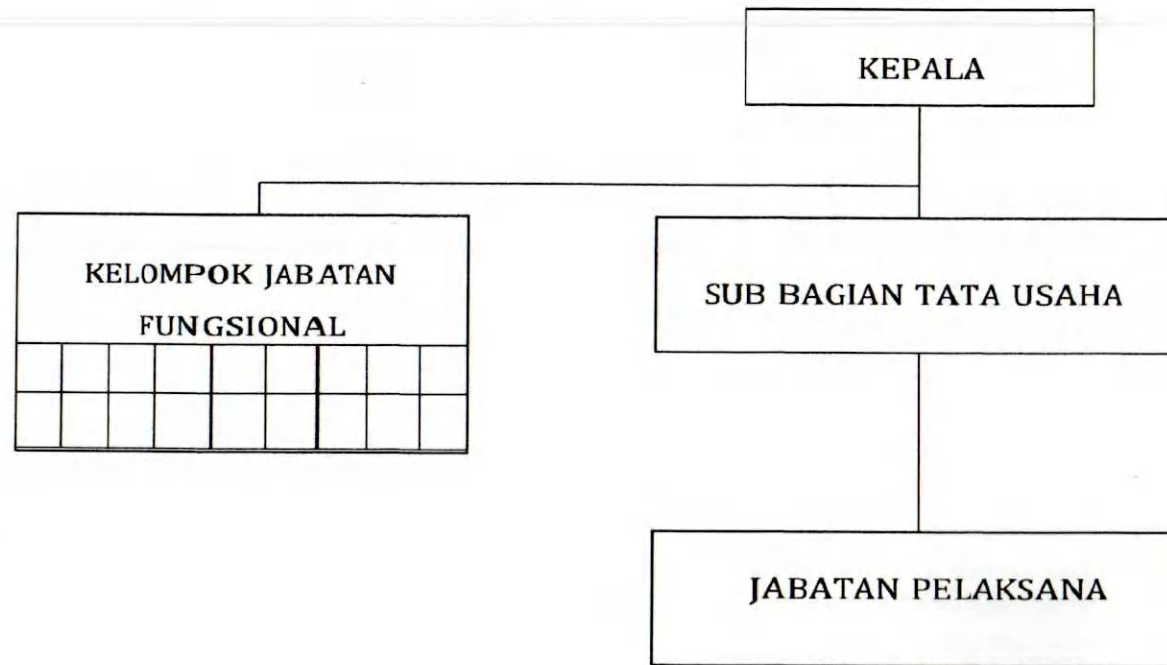 KEPALA
KELOMPOK JABATAN
FUNGSIONAL
SUB BAGIAN TATA USAHA
JABATAN PELAKSANA